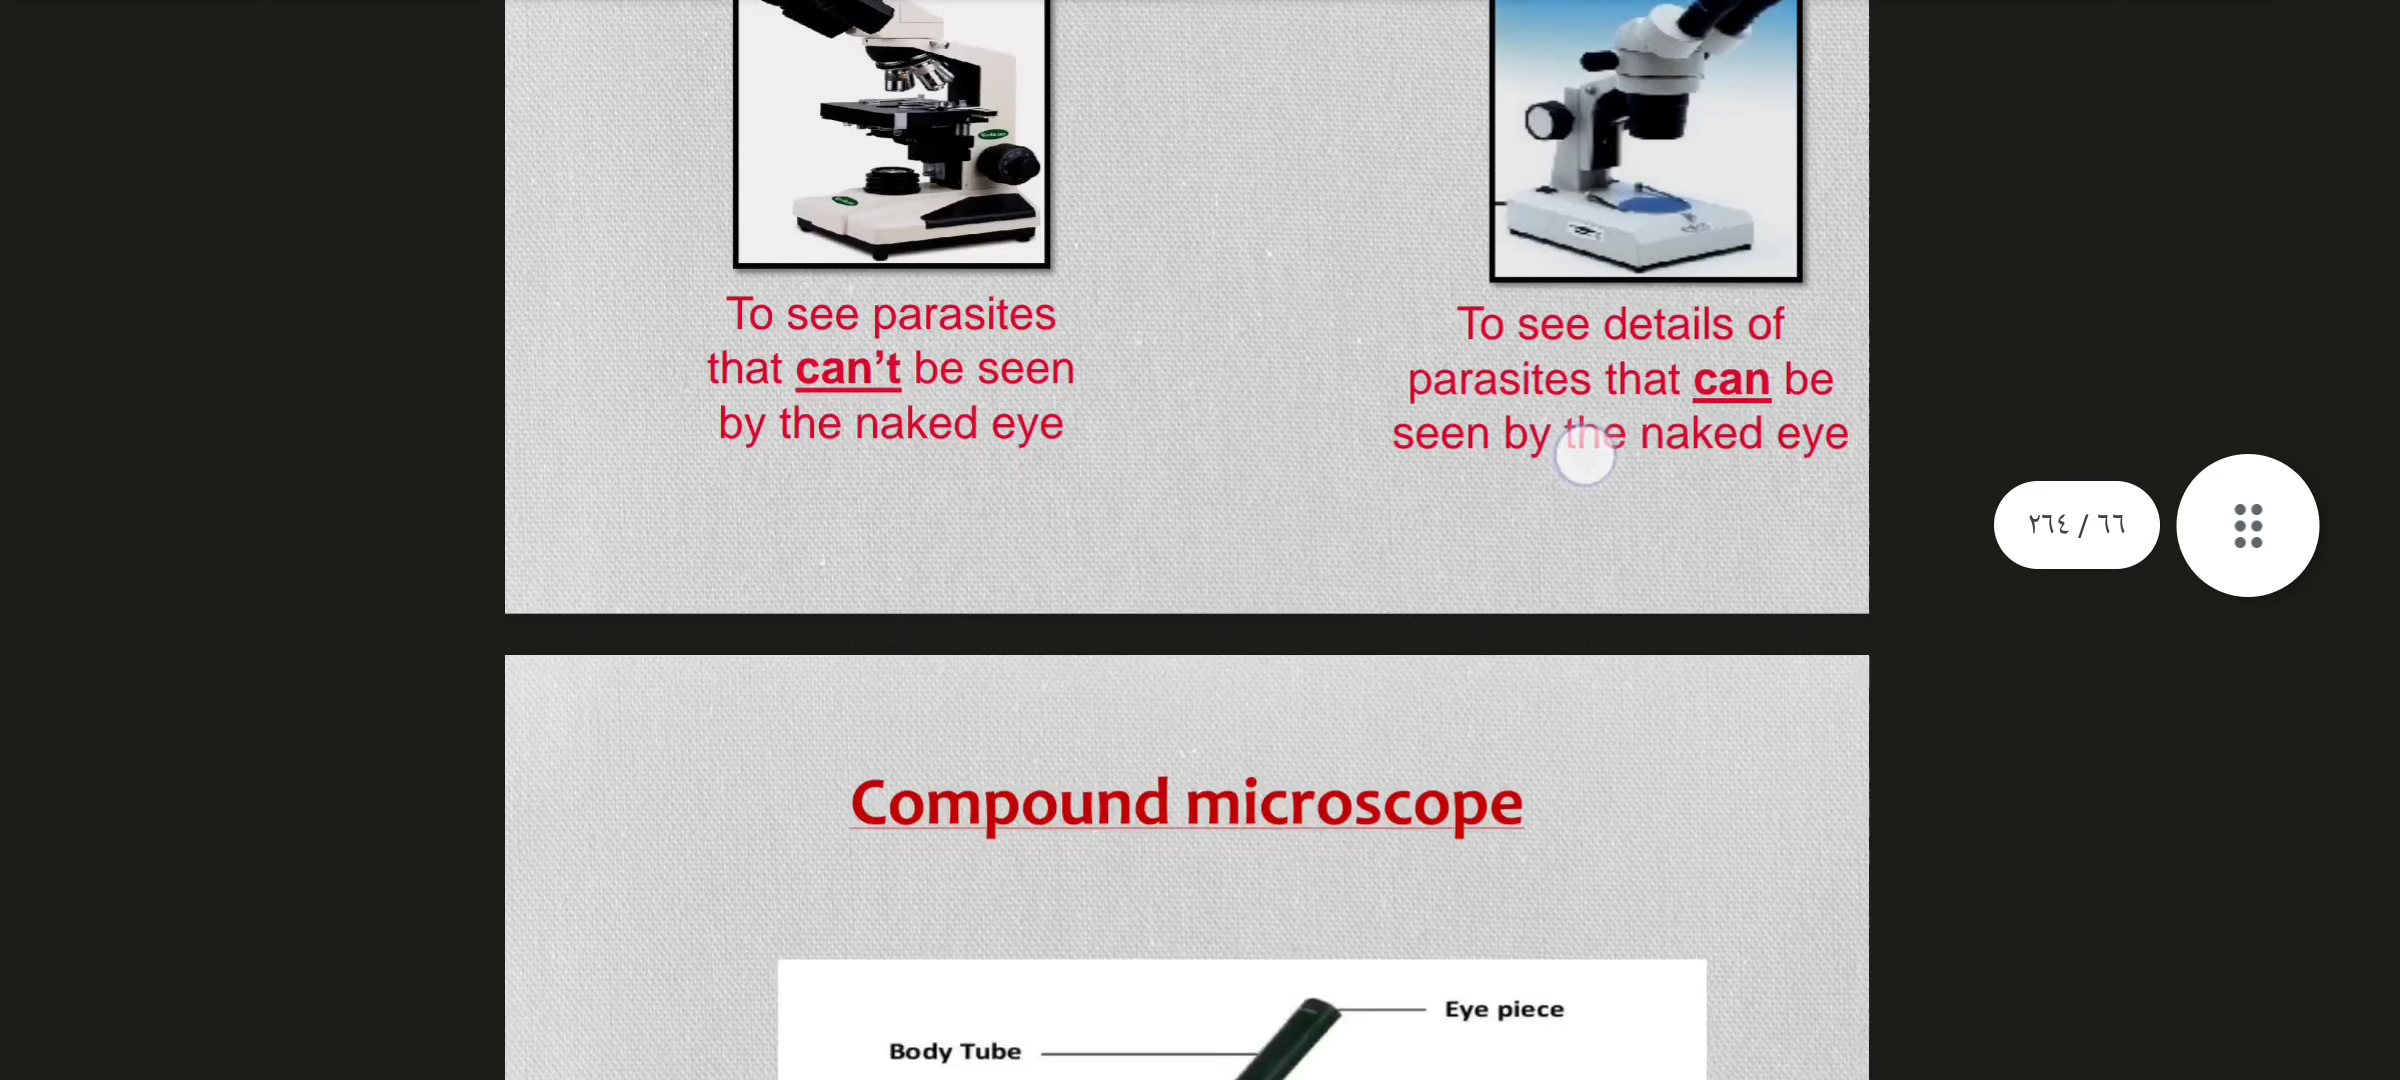 To see parasites
that can't be seen
by the naked eye
To see details of
parasites that can be
seen by the naked eye
٢٦٤ / ٦٦
Compound microscope
Eye piece
Body Tube